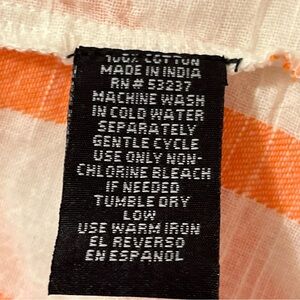 100% COTTON
MADE IN INDIA
RN # 53237
MACHINE WASH
IN COLD WATER
SEPARATELY
GENTLE CYCLE
USE ONLY NON-
CHLORINE BLEACH
IF NEEDED
TUMBLE DRY
LOW
USE WARM IRON
EL REVERSO
EN ESPANOL